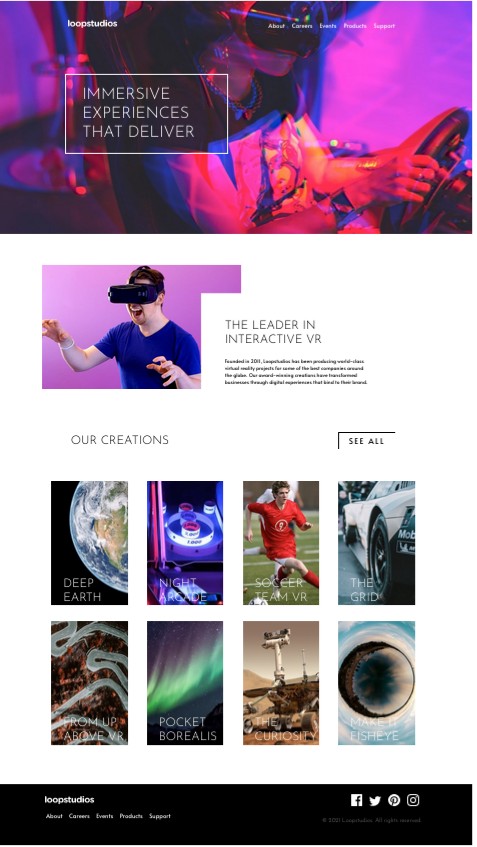 loopstudios
About Careers Events Products Support
IMMERSIVE
EXPERIENCES
THAT DELIVER
THE LEADER IN
INTERACTIVE VR
Founded in 2011, Loopstudios has been producing world-class
virtual reality projects for some of the best companies around
the globe. Our award-winning creations have transformed
businesses through digital experiences that bind to their brand.
OUR CREATIONS
SEE ALL
DEEP
EARTH
NIGHT
ARCADE
SOCCER
TEAM VR
THE
GRID
Mob
FROM UP
ABOVE VR
POCKET
BOREALIS
THE
CURIOSITY
MAKE IT
FISHEYE
loopstudios
About Careers Events Products Support
© 2021 Loopstudios. All rights reserved.